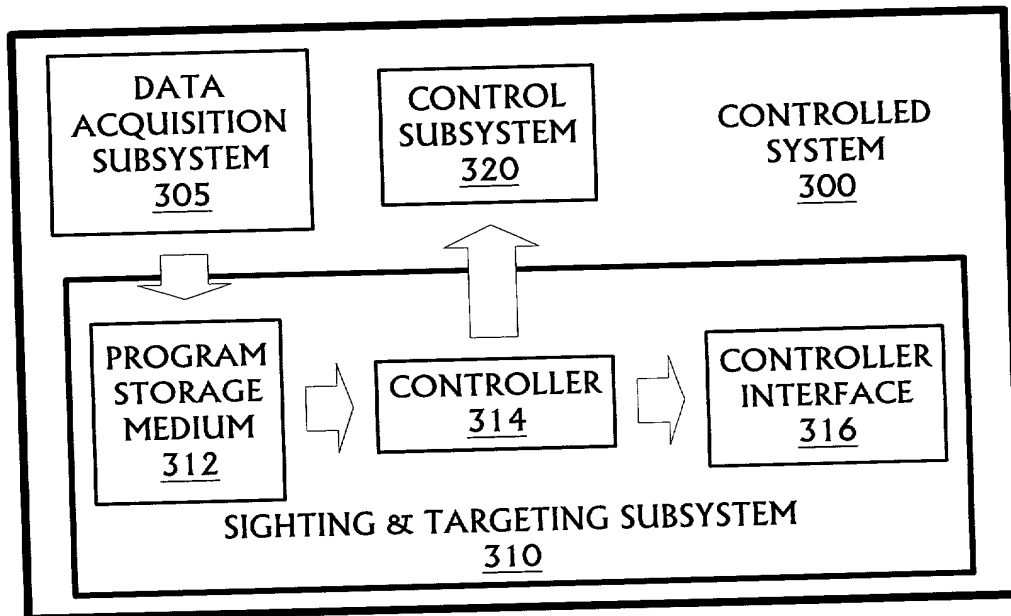 DATA
ACQUISITION
SUBSYSTEM
305
CONTROL
SUBSYSTEM
320
CONTROLLED
SYSTEM
300
PROGRAM
STORAGE
MEDIUM
312
CONTROLLER
314
CONTROLLER
INTERFACE
316
SIGHTING & TARGETING SUBSYSTEM
310